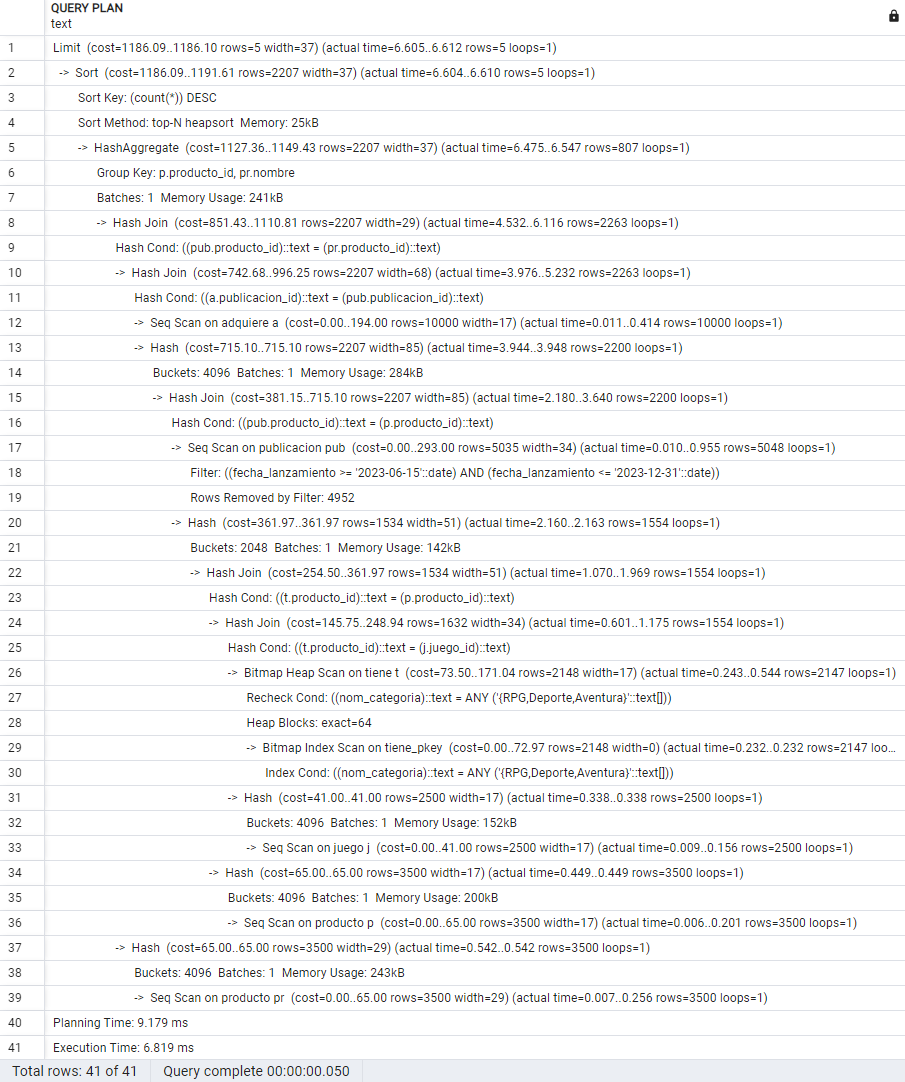 QUERY PLAN
text
1 Limit (cost=1186.09..1186.10 rows=5 width=37) (actual time=6.605..6.612 rows=5 loops=1)
2 -> Sort (cost=1186.09..1191.61 rows=2207 width=37) (actual time=6.604..6.610 rows=5 loops=1)
3 Sort Key: (count(*)) DESC
4 Sort Method: top-N heapsort Memory: 25kB
5 -> HashAggregate (cost=1127.36..1149.43 rows=2207 width=37) (actual time=6.475..6.547 rows=807 loops=1)
6 Group Key: p.producto_id, pr.nombre
7 Batches: 1 Memory Usage: 241kB
8 -> Hash Join (cost=851.43..1110.81 rows=2207 width=29) (actual time=4.532..6.116 rows=2263 loops=1)
9 Hash Cond: ((pub.producto_id)::text = (pr.producto_id)::text)
10 -> Hash Join (cost=742.68..996.25 rows=2207 width=68) (actual time=3.976..5.232 rows=2263 loops=1)
11 Hash Cond: ((a.publicacion_id)::text = (pub.publicacion_id)::text)
12 -> Seq Scan on adquiere a (cost=0.00..194.00 rows=10000 width=17) (actual time=0.011..0.414 rows=10000 loops=1)
13 -> Hash (cost=715.10..715.10 rows=2207 width=85) (actual time=3.944..3.948 rows=2200 loops=1)
14 Buckets: 4096 Batches: 1 Memory Usage: 284kB
15 -> Hash Join (cost=381.15..715.10 rows=2207 width=85) (actual time=2.180..3.640 rows=2200 loops=1)
16 Hash Cond: ((pub.producto_id)::text = (p.producto_id)::text)
17 -> Seq Scan on publicacion pub (cost=0.00..293.00 rows=5035 width=34) (actual time=0.010..0.955 rows=5048 loops=1)
18 Filter: ((fecha_lanzamiento >= '2023-06-15'::date) AND (fecha_lanzamiento <= '2023-12-31'::date))
19 Rows Removed by Filter: 4952
20 -> Hash (cost=361.97..361.97 rows=1534 width=51) (actual time=2.160..2.163 rows=1554 loops=1)
21 Buckets: 2048 Batches: 1 Memory Usage: 142kB
22 -> Hash Join (cost=254.50..361.97 rows=1534 width=51) (actual time=1.070..1.969 rows=1554 loops=1)
23 Hash Cond: ((t.producto_id)::text = (p.producto_id)::text)
24 -> Hash Join (cost=145.75..248.94 rows=1632 width=34) (actual time=0.601..1.175 rows=1554 loops=1)
25 Hash Cond: ((t.producto_id)::text = (j.juego_id)::text)
26 -> Bitmap Heap Scan on tiene t (cost=73.50..171.04 rows=2148 width=17) (actual time=0.243..0.544 rows=2147 loops=1)
27 Recheck Cond: ((nom_categoria)::text = ANY ('{RPG,Deporte,Aventura}'::text[]))
28 Heap Blocks: exact=64
29 -> Bitmap Index Scan on tiene_pkey (cost=0.00..72.97 rows=2148 width=0) (actual time=0.232..0.232 rows=2147 loo...
30 Index Cond: ((nom_categoria)::text = ANY ('{RPG,Deporte,Aventura}'::text[]))
31 -> Hash (cost=41.00..41.00 rows=2500 width=17) (actual time=0.338..0.338 rows=2500 loops=1)
32 Buckets: 4096 Batches: 1 Memory Usage: 152kB
33 -> Seq Scan on juego j (cost=0.00..41.00 rows=2500 width=17) (actual time=0.009..0.156 rows=2500 loops=1)
34 -> Hash (cost=65.00..65.00 rows=3500 width=17) (actual time=0.449..0.449 rows=3500 loops=1)
35 Buckets: 4096 Batches: 1 Memory Usage: 200kB
36 -> Seq Scan on producto p (cost=0.00..65.00 rows=3500 width=17) (actual time=0.006..0.201 rows=3500 loops=1)
37 -> Hash (cost=65.00..65.00 rows=3500 width=29) (actual time=0.542..0.542 rows=3500 loops=1)
38 Buckets: 4096 Batches: 1 Memory Usage: 243kB
39 -> Seq Scan on producto pr (cost=0.00..65.00 rows=3500 width=29) (actual time=0.007..0.256 rows=3500 loops=1)
40 Planning Time: 9.179 ms
41 Execution Time: 6.819 ms
Total rows: 41 of 41 Query complete 00:00:00.050